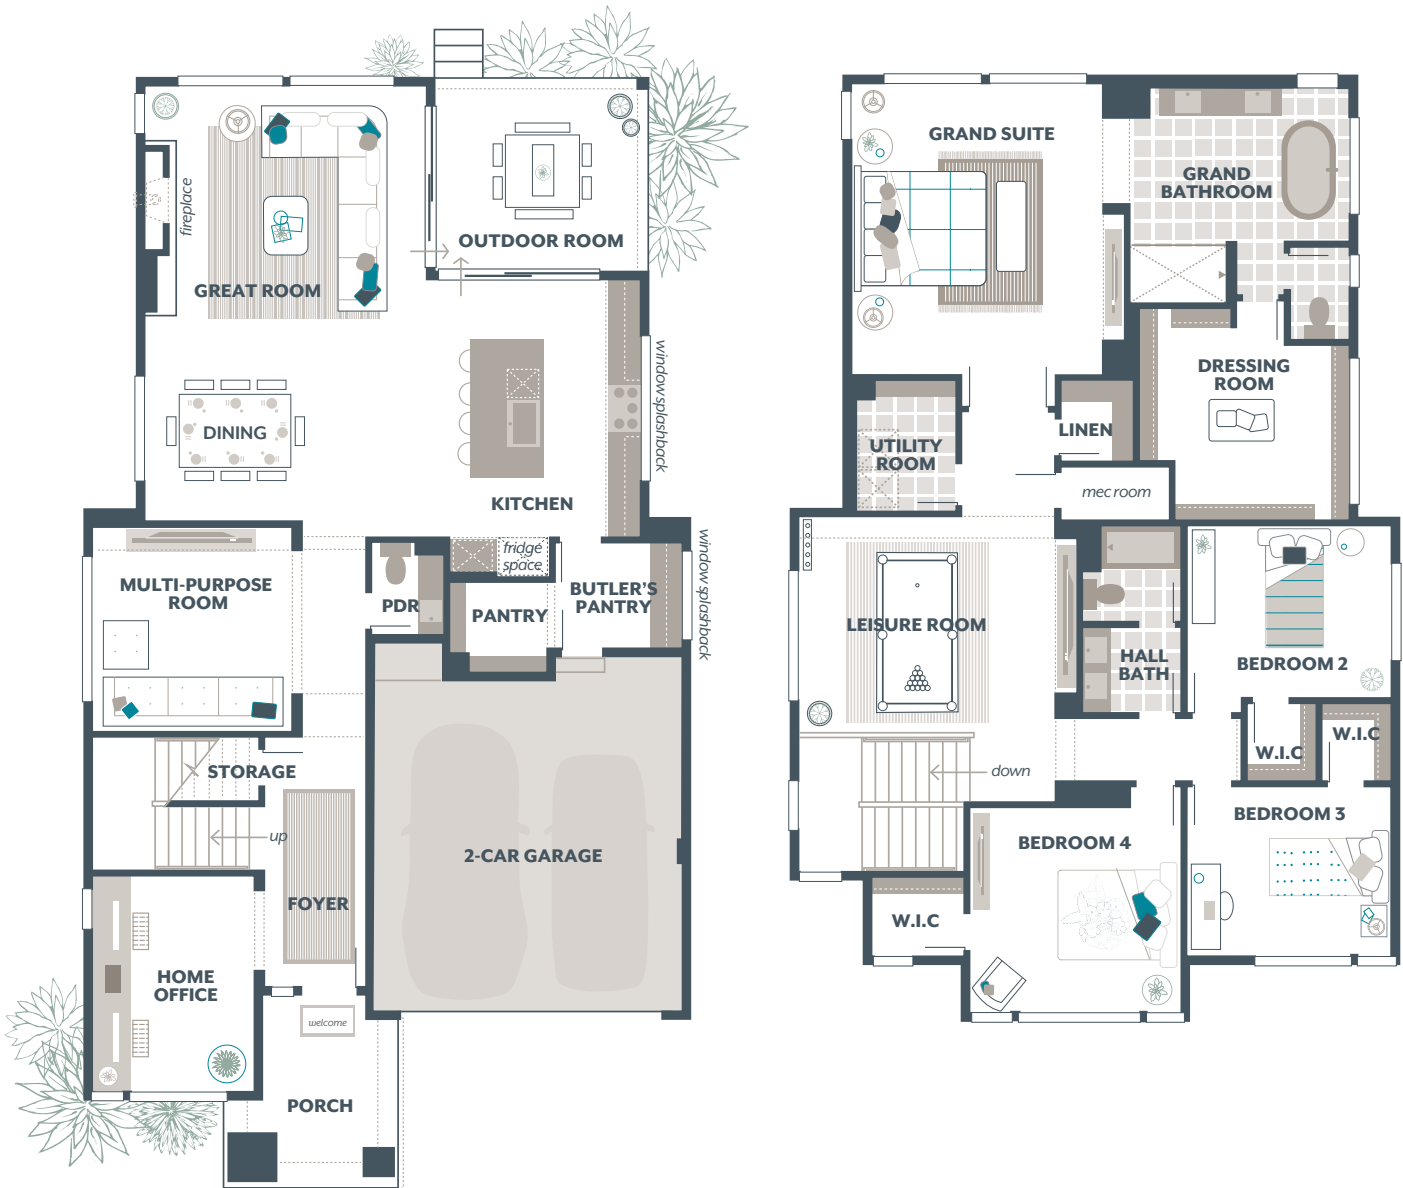 fireplace
OUTDOOR ROOM
GREAT ROOM
window splashback
DINING
KITCHEN
fridge
space
window splashback
MULTI-PURPOSE
ROOM
PDR
PANTRY
BUTLER'S
PANTRY
STORAGE
up
2-CAR GARAGE
FOYER
HOME
OFFICE
welcome
PORCH
GRAND SUITE
GRAND
BATHROOM
DRESSING
ROOM
LINEN
UTILITY
ROOM
mec room
LEISURE ROOM
HALL
BATH
BEDROOM 2
W.I.C
W.I.C
down
BEDROOM 3
BEDROOM 4
W.I.C